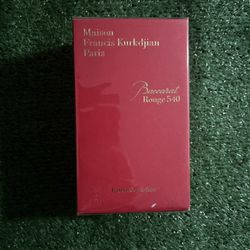 Maison
Francis Kurkdjian
Paris
Baccarat
Rouge 540